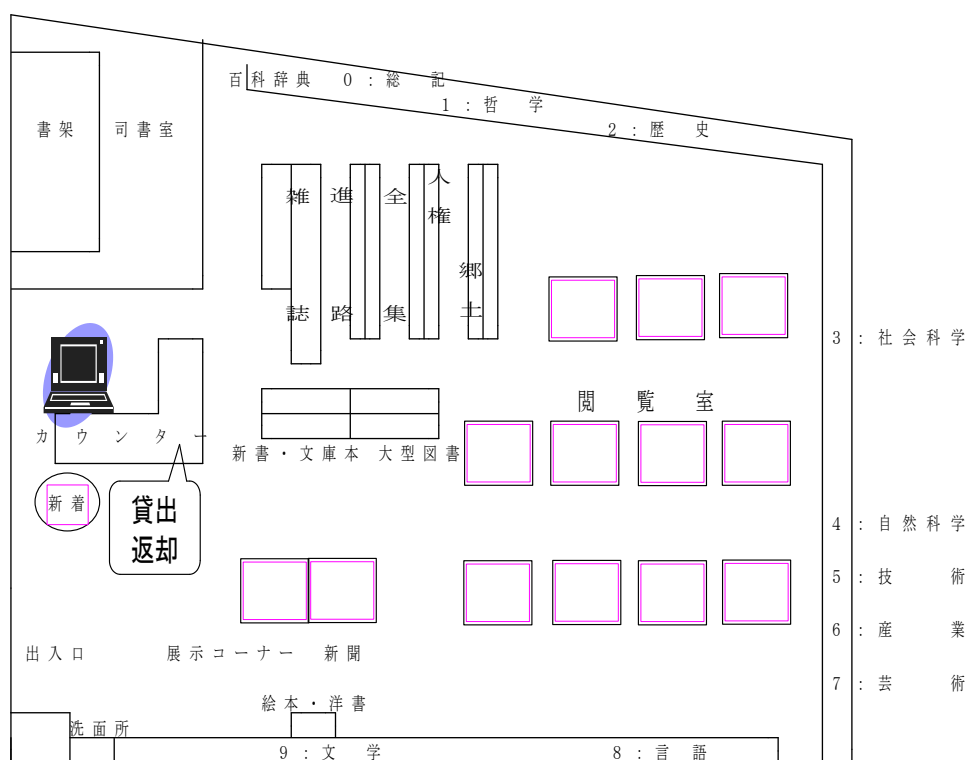 百科辞典 0：総 記
1：哲 学
2：歴 史
書架 司書室
雑誌
進路
全集
人権
郷土
3：社会科学
閲 覧 室
カウンター
新書・文庫本 大型図書
新着
貸出
返却
4：自然科学
5：技 術
6：産 業
7：芸 術
出入口 展示コーナー 新聞
絵本・洋書
洗面所
9：文 学 8：言 語